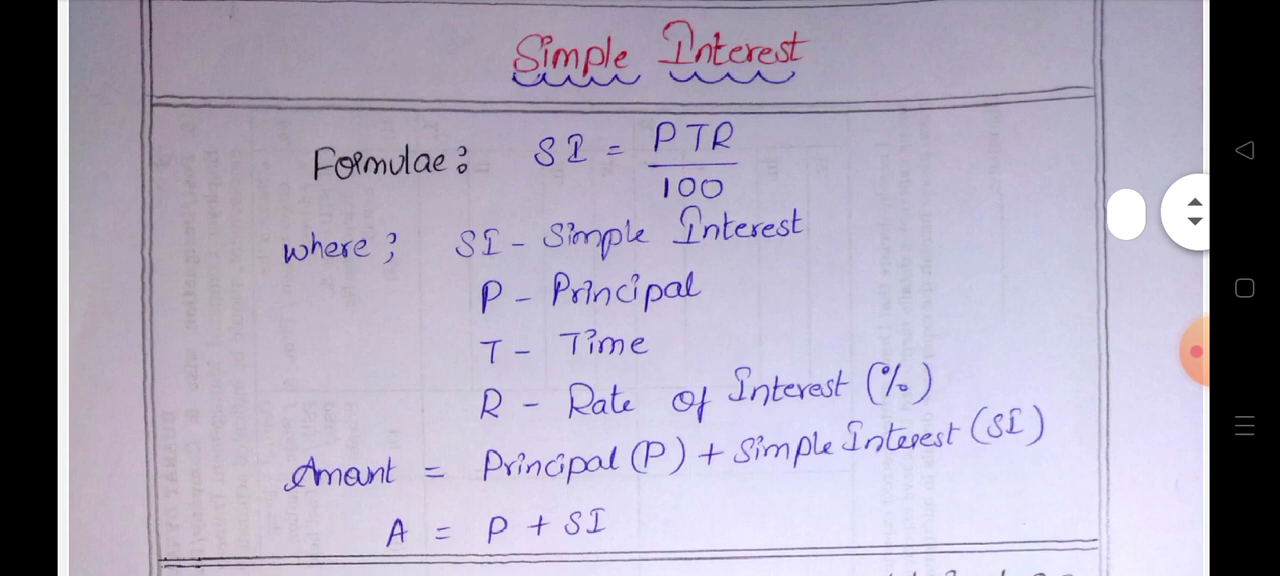 Simple Interest
Formulae: SI = PTR / 100
where; SI - Simple Interest
P - Principal
T - Time
R - Rate of Interest (%)
Amount = Principal (P) + Simple Interest (SI)
A = P + SI